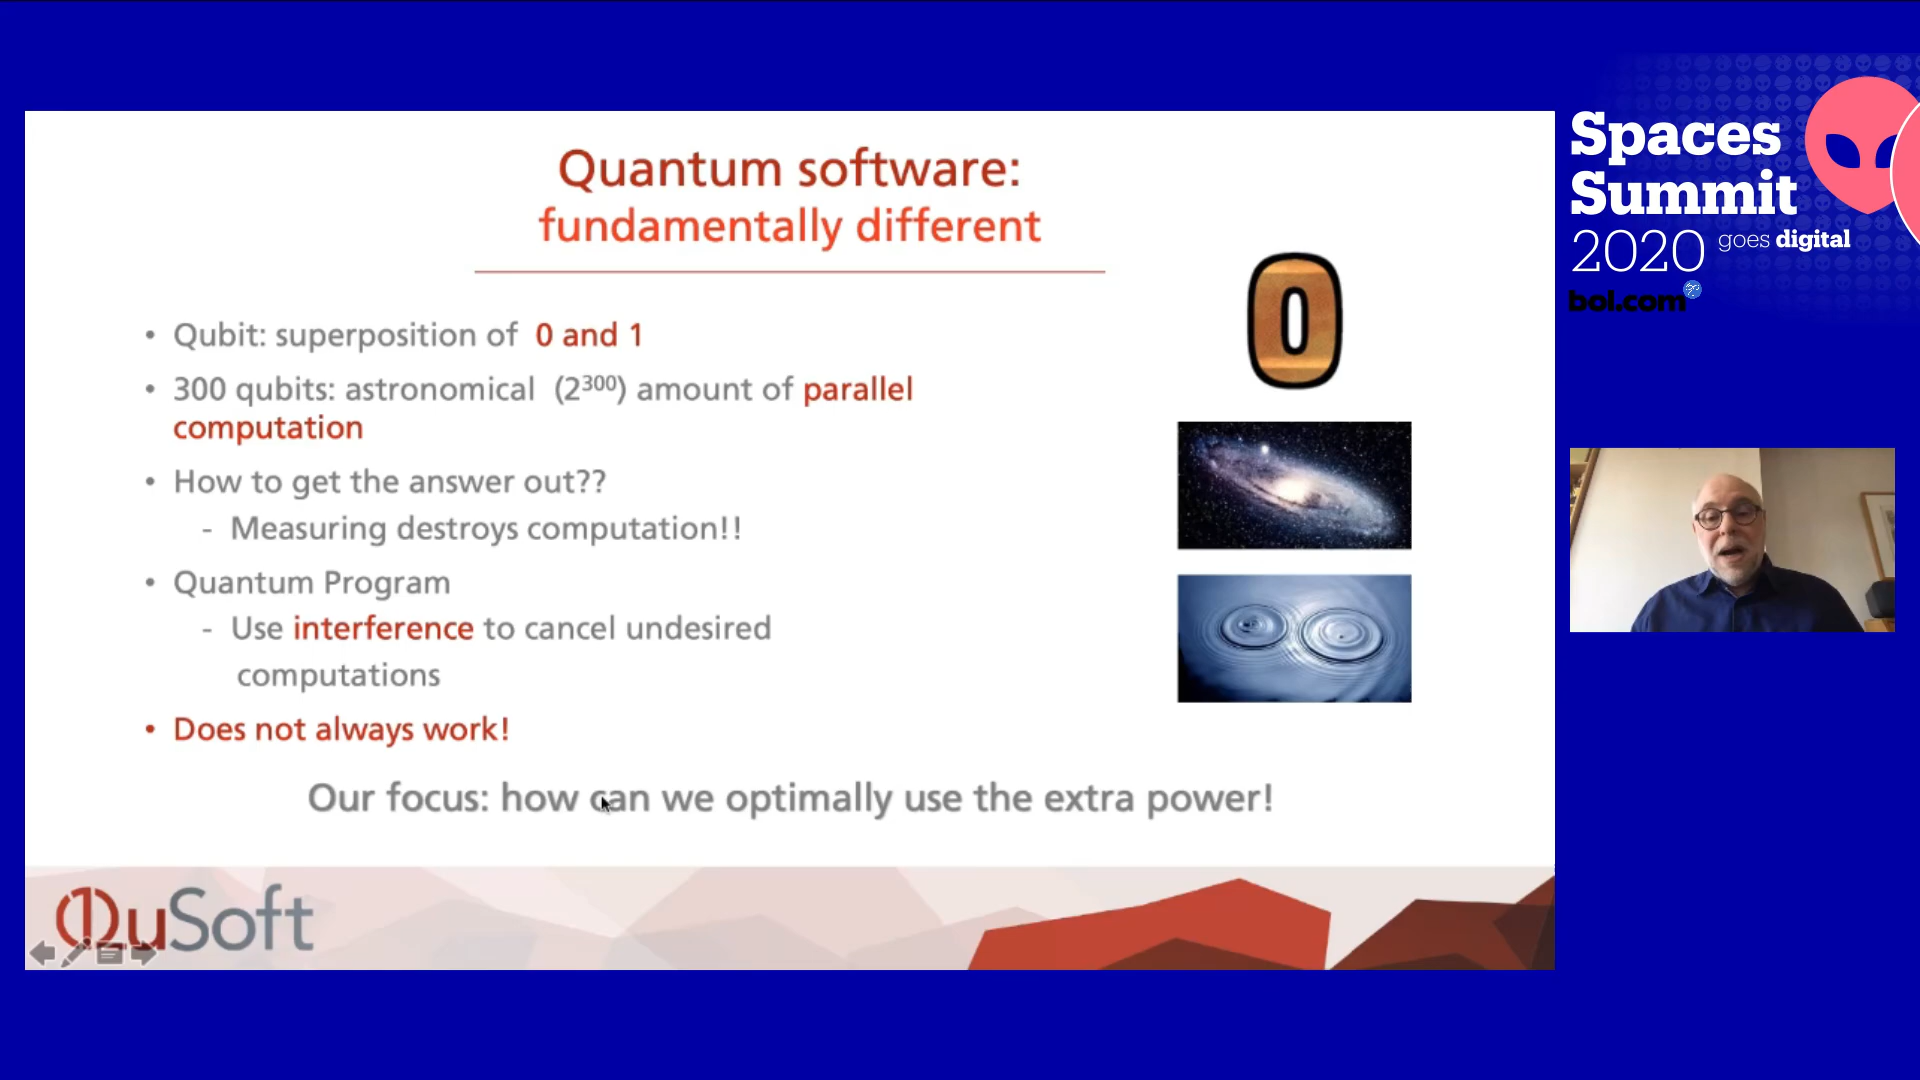 Quantum software:
fundamentally different
• Qubit: superposition of 0 and 1
• 300 qubits: astronomical (2³⁰⁰) amount of parallel
computation
• How to get the answer out??
- Measuring destroys computation!!
• Quantum Program
- Use interference to cancel undesired
computations
• Does not always work!
Our focus: how can we optimally use the extra power!
QuSoft
0
Spaces
Summit
2020 goes digital
bol.com